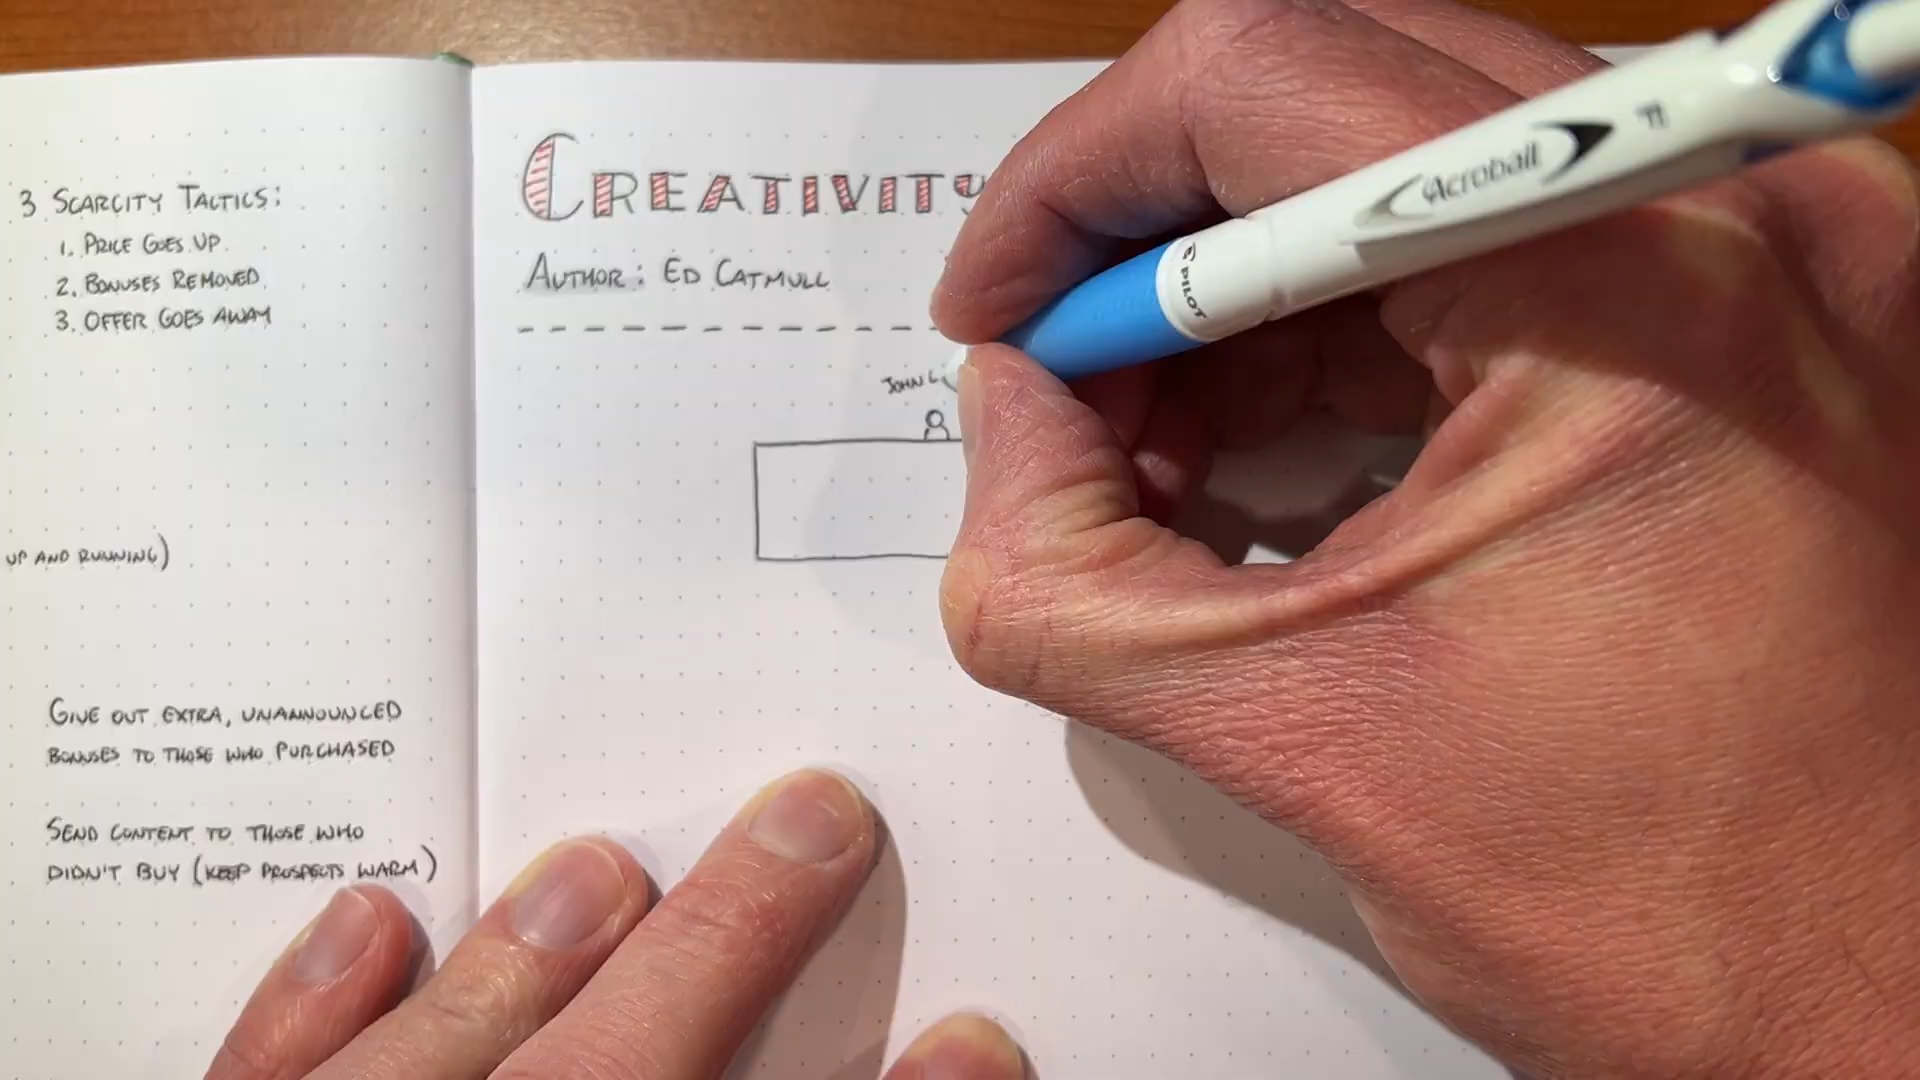 3 SCARCITY TACTICS:
1. PRICE GOES UP
2. BONUSES REMOVED
3. OFFER GOES AWAY
UP AND RUNNING)
GIVE OUT EXTRA, UNANNOUNCED
BONUSES TO THOSE WHO PURCHASED
SEND CONTENT TO THOSE WHO
DIDN'T BUY (KEEP PROSPECTS WARM)
CREATIVITY
AUTHOR: ED CATMULL
JOHN
PILOT
Acroball
F